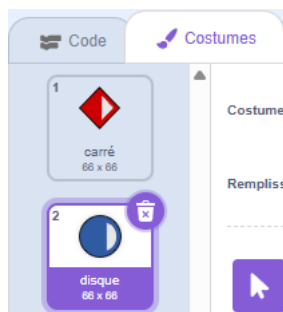 Code
Costumes
1
carré
66 x 66
Costume
2
disque
66 x 66
Rempliss